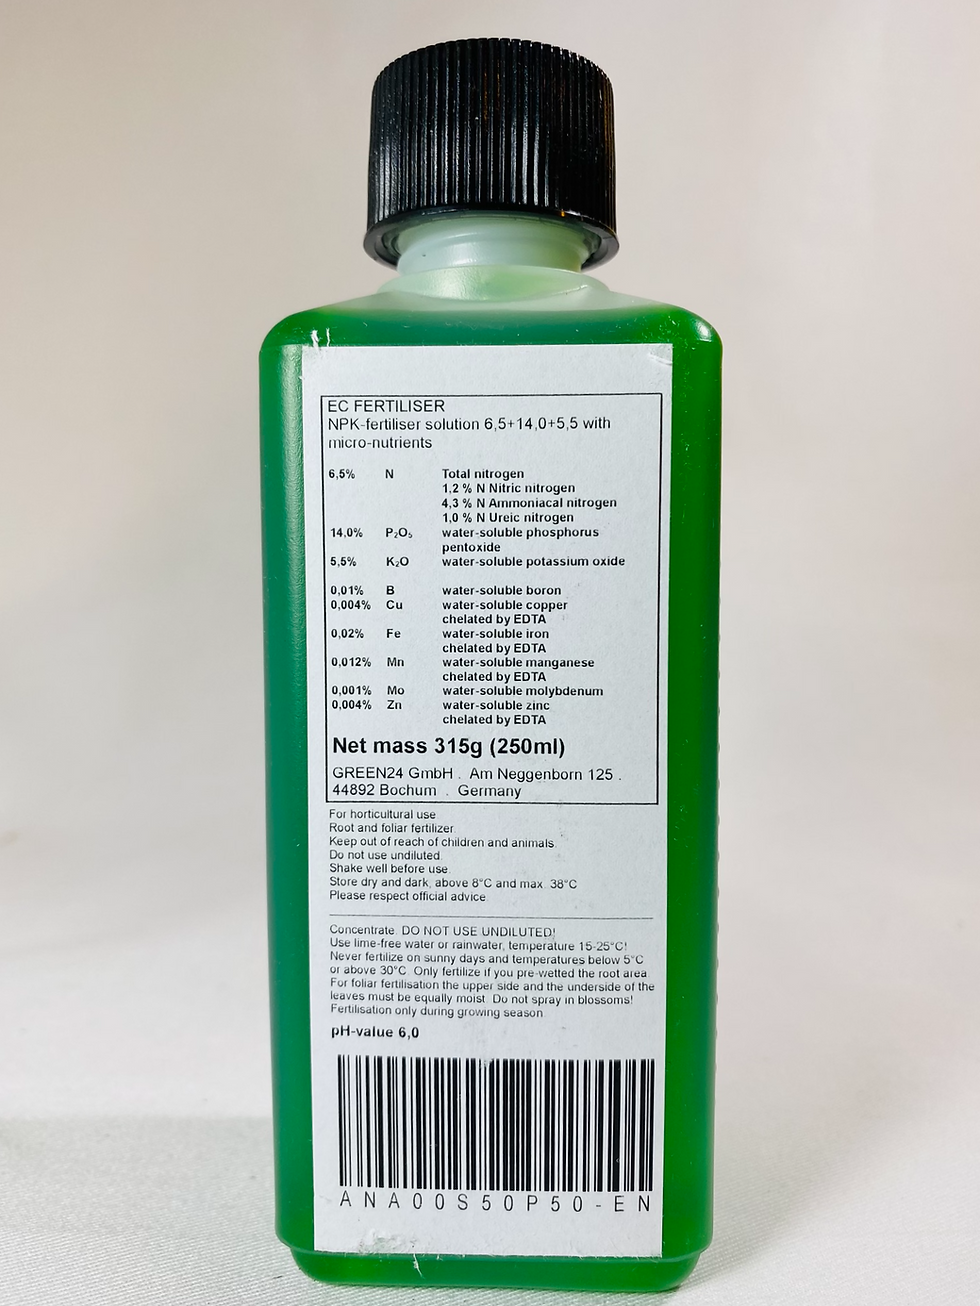 EC FERTILISER
NPK-fertiliser solution 6,5+14,0+5,5 with
micro-nutrients
6,5% N Total nitrogen
1,2 % N Nitric nitrogen
4,3 % N Ammoniacal nitrogen
1,0 % N Ureic nitrogen
14,0% P₂O₅ water-soluble phosphorus
pentoxide
5,5% K₂O water-soluble potassium oxide
0,01% B water-soluble boron
0,004% Cu water-soluble copper
chelated by EDTA
0,02% Fe water-soluble iron
chelated by EDTA
0,012% Mn water-soluble manganese
chelated by EDTA
0,001% Mo water-soluble molybdenum
0,004% Zn water-soluble zinc
chelated by EDTA
Net mass 315g (250ml)
GREEN24 GmbH . Am Neggenborn 125 .
44892 Bochum . Germany
For horticultural use
Root and foliar fertilizer.
Keep out of reach of children and animals.
Do not use undiluted.
Shake well before use.
Store dry and dark, above 8°C and max. 38°C
Please respect official advice.
Concentrate. DO NOT USE UNDILUTED!
Use lime-free water or rainwater, temperature 15-25°C!
Never fertilize on sunny days and temperatures below 5°C
or above 30°C. Only fertilize if you pre-wetted the root area.
For foliar fertilisation the upper side and the underside of the
leaves must be equally moist. Do not spray in blossoms!
Fertilisation only during growing season.
pH-value 6,0
ANA00S50P50-EN